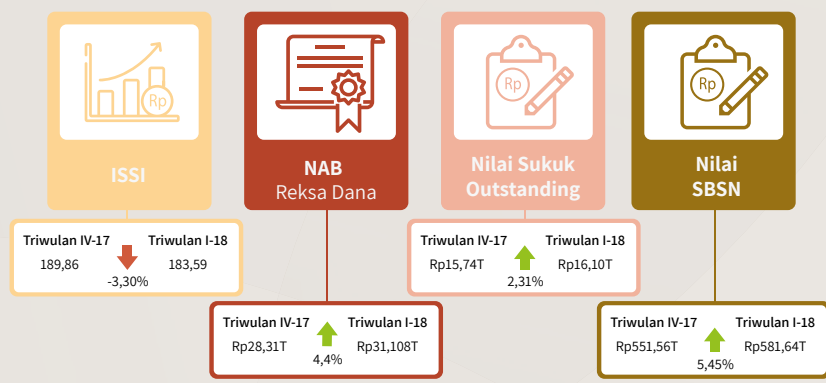 Rp
ISSI
NAB
Reksa Dana
Rp
Nilai Sukuk
Outstanding
Rp
Nilai
SBSN
Triwulan IV-17 Triwulan I-18
189,86 183,59
-3,30%
Triwulan IV-17 Triwulan I-18
Rp28,31T Rp31,108T
4,4%
Triwulan IV-17 Triwulan I-18
Rp15,74T Rp16,10T
2,31%
Triwulan IV-17 Triwulan I-18
Rp551,56T Rp581,64T
5,45%